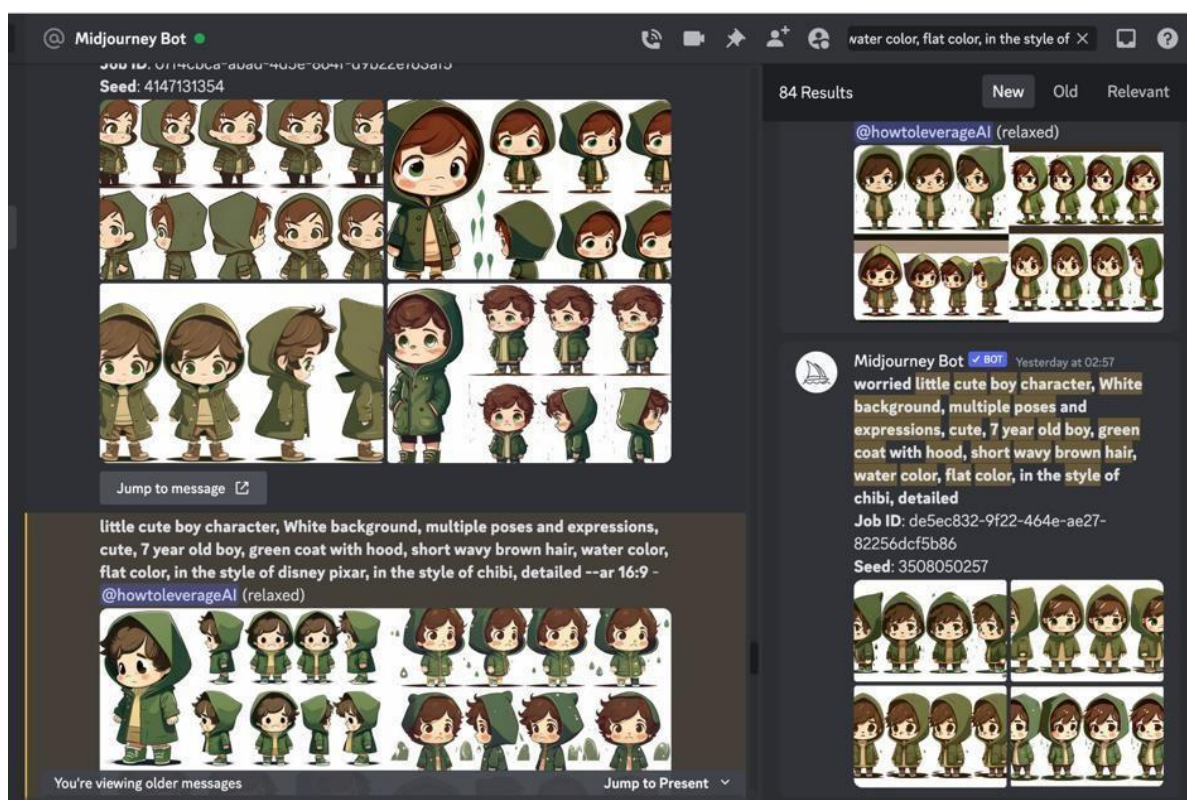 Midjourney Bot
water color, flat color, in the style of
Seed: 4147131354
Jump to message
little cute boy character, White background, multiple poses and expressions,
cute, 7 year old boy, green coat with hood, short wavy brown hair, water color,
flat color, in the style of disney pixar, in the style of chibi, detailed --ar 16:9 -
@howtoleverageAI (relaxed)
You're viewing older messages
Jump to Present
84 Results
New
Old
Relevant
@howtoleverageAI (relaxed)
Midjourney Bot ✓ BOT Yesterday at 02:57
worried little cute boy character, White
background, multiple poses and
expressions, cute, 7 year old boy, green
coat with hood, short wavy brown hair,
water color, flat color, in the style of
chibi, detailed
Job ID: de5ec832-9f22-464e-ae27-
82256dcf5b86
Seed: 3508050257